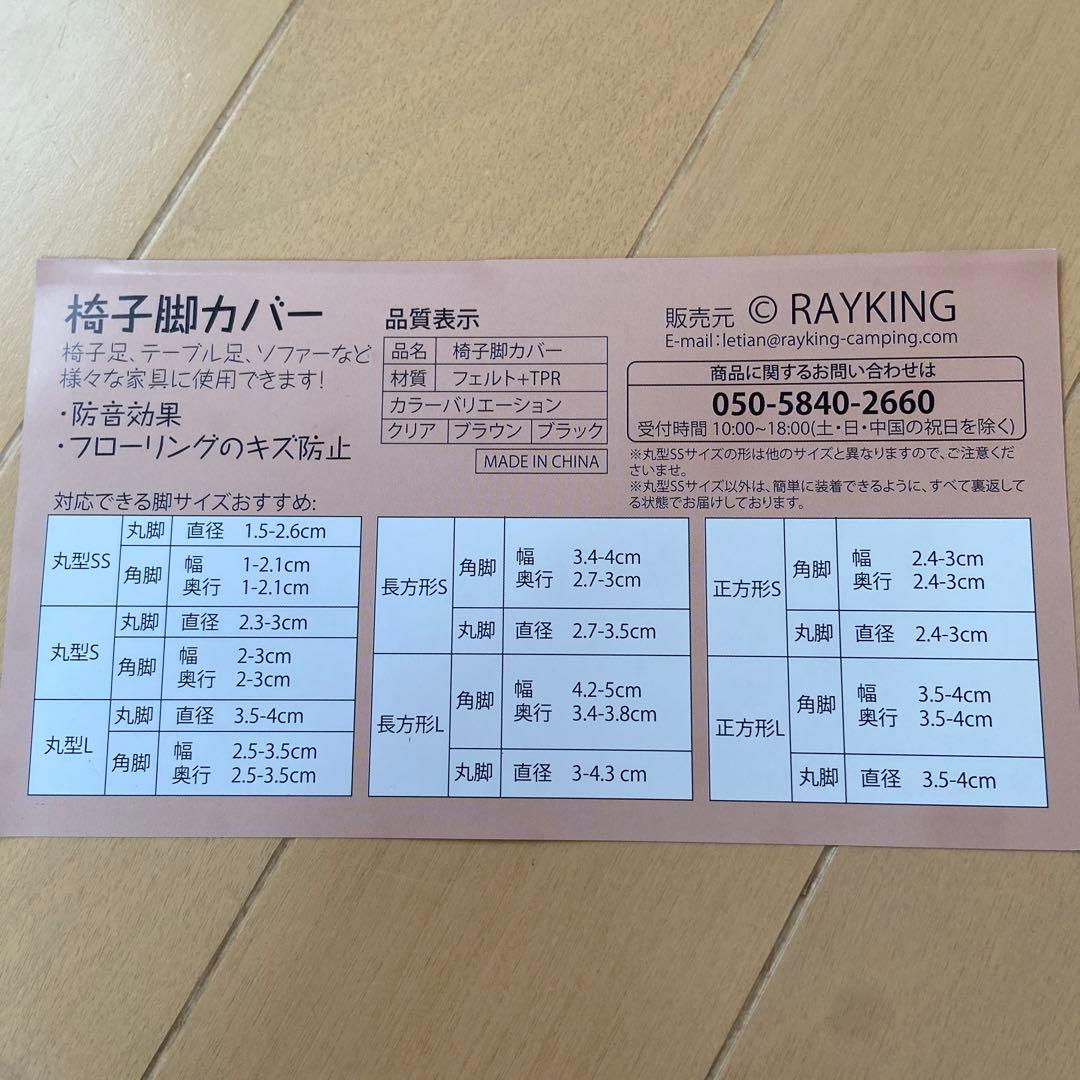 椅子脚カバー
椅子足、テーブル足、ソファーなど
様々な家具に使用できます!
・防音効果
・フローリングのキズ防止
品質表示
品名 椅子脚カバー
材質 フェルト+TPR
カラーバリエーション
クリア ブラウン ブラック
MADE IN CHINA
販売元 © RAYKING
E-mail:letian@rayking-camping.com
商品に関するお問い合わせは
050-5840-2660
受付時間 10:00~18:00(土・日・中国の祝日を除く)
※丸型SSサイズの形は他のサイズと異なりますので、ご注意くだ
さいませ。
※丸型SSサイズ以外は、簡単に装着できるように、すべて裏返して
る状態でお届けしております。
対応できる脚サイズおすすめ:
丸型SS
丸脚 直径 1.5-2.6cm
角脚 幅 1-2.1cm
奥行 1-2.1cm
丸型S
丸脚 直径 2.3-3cm
角脚 幅 2-3cm
奥行 2-3cm
丸型L
丸脚 直径 3.5-4cm
角脚 幅 2.5-3.5cm
奥行 2.5-3.5cm
長方形S
角脚 幅 3.4-4cm
奥行 2.7-3cm
丸脚 直径 2.7-3.5cm
長方形L
角脚 幅 4.2-5cm
奥行 3.4-3.8cm
丸脚 直径 3-4.3 cm
正方形S
角脚 幅 2.4-3cm
奥行 2.4-3cm
丸脚 直径 2.4-3cm
正方形L
角脚 幅 3.5-4cm
奥行 3.5-4cm
丸脚 直径 3.5-4cm